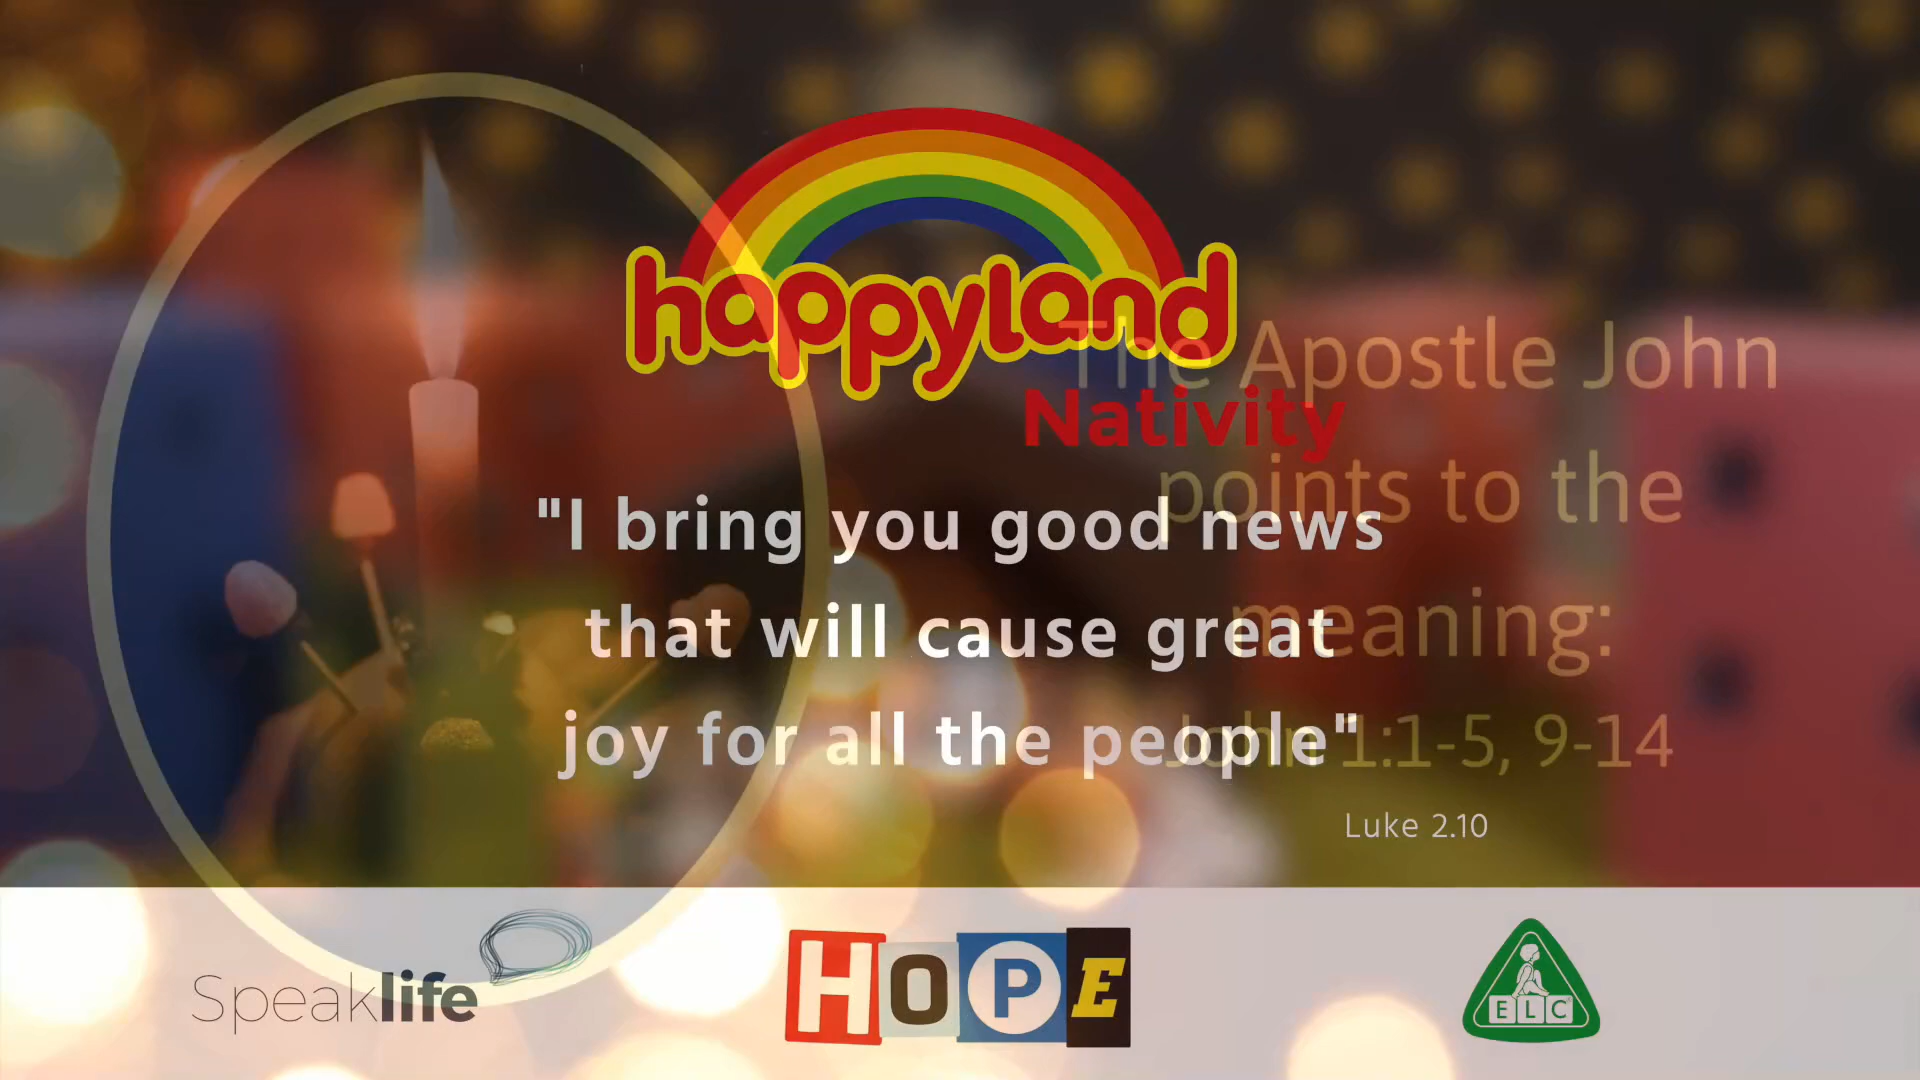 happyland
Nativity
"I bring you good news
that will cause great
joy for all the people"
Luke 2.10
The Apostle John
points to the
meaning:
John 1:1-5, 9-14
Speaklife
HOPE
ELC